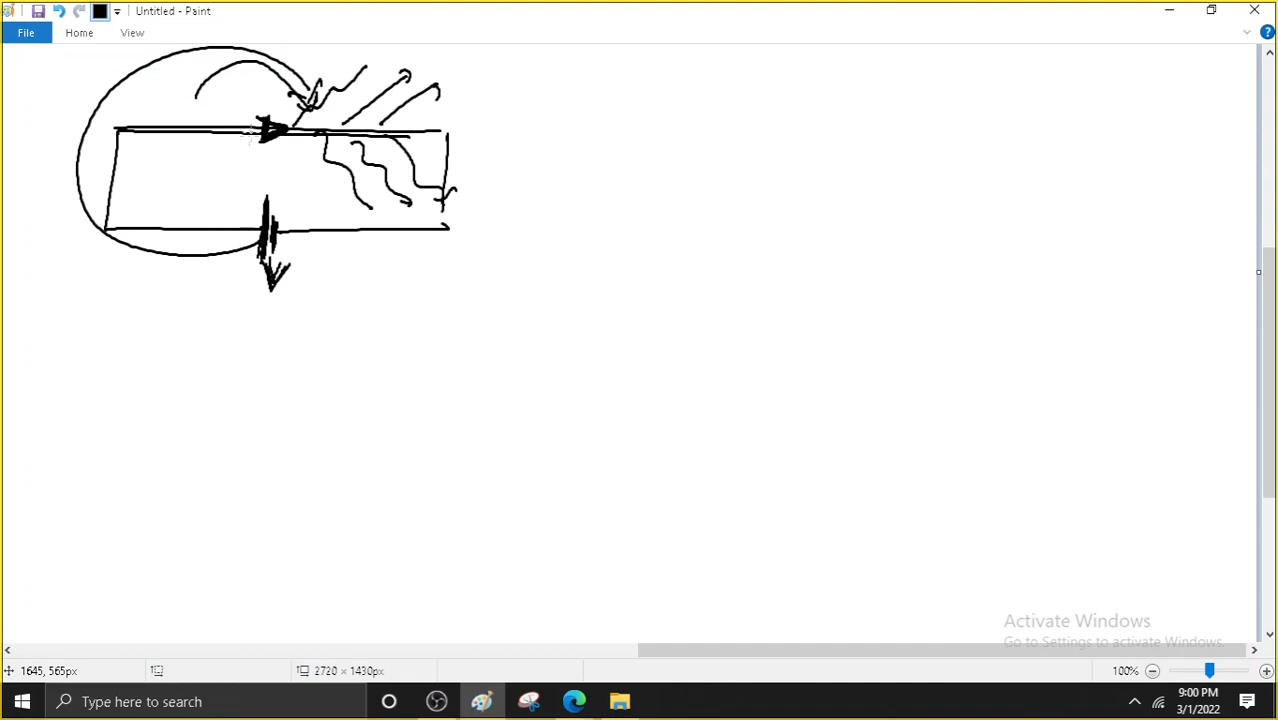 Untitled - Paint
File Home View
Activate Windows
Go to Settings to activate Windows.
1645, 565px 2720 × 1430px 100%
Type here to search
9:00 PM
3/1/2022